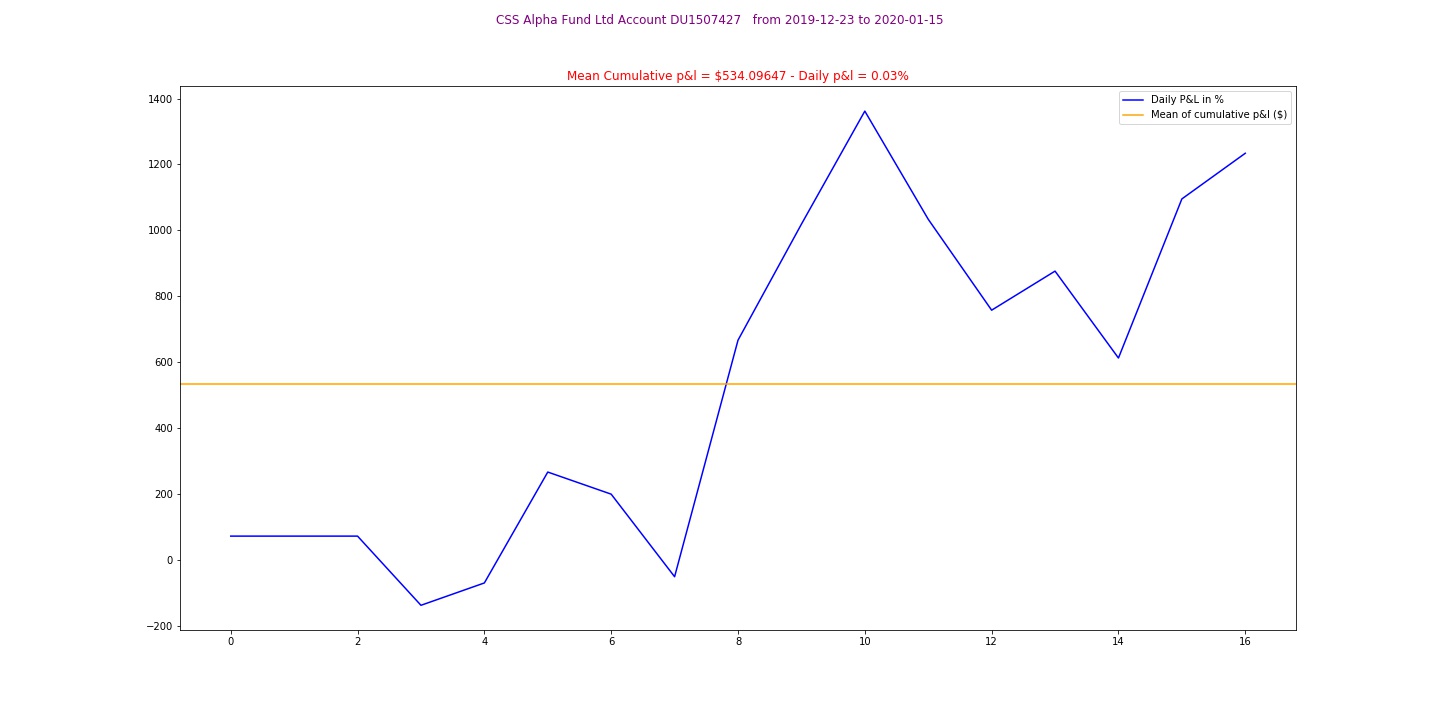 CSS Alpha Fund Ltd Account DU1507427   from 2019-12-23 to 2020-01-15
Mean Cumulative p&l = $534.09647 - Daily p&l = 0.03%
Daily P&L in %
Mean of cumulative p&l ($)
1400
1200
1000
800
600
400
200
0
−200
0 2 4 6 8 10 12 14 16